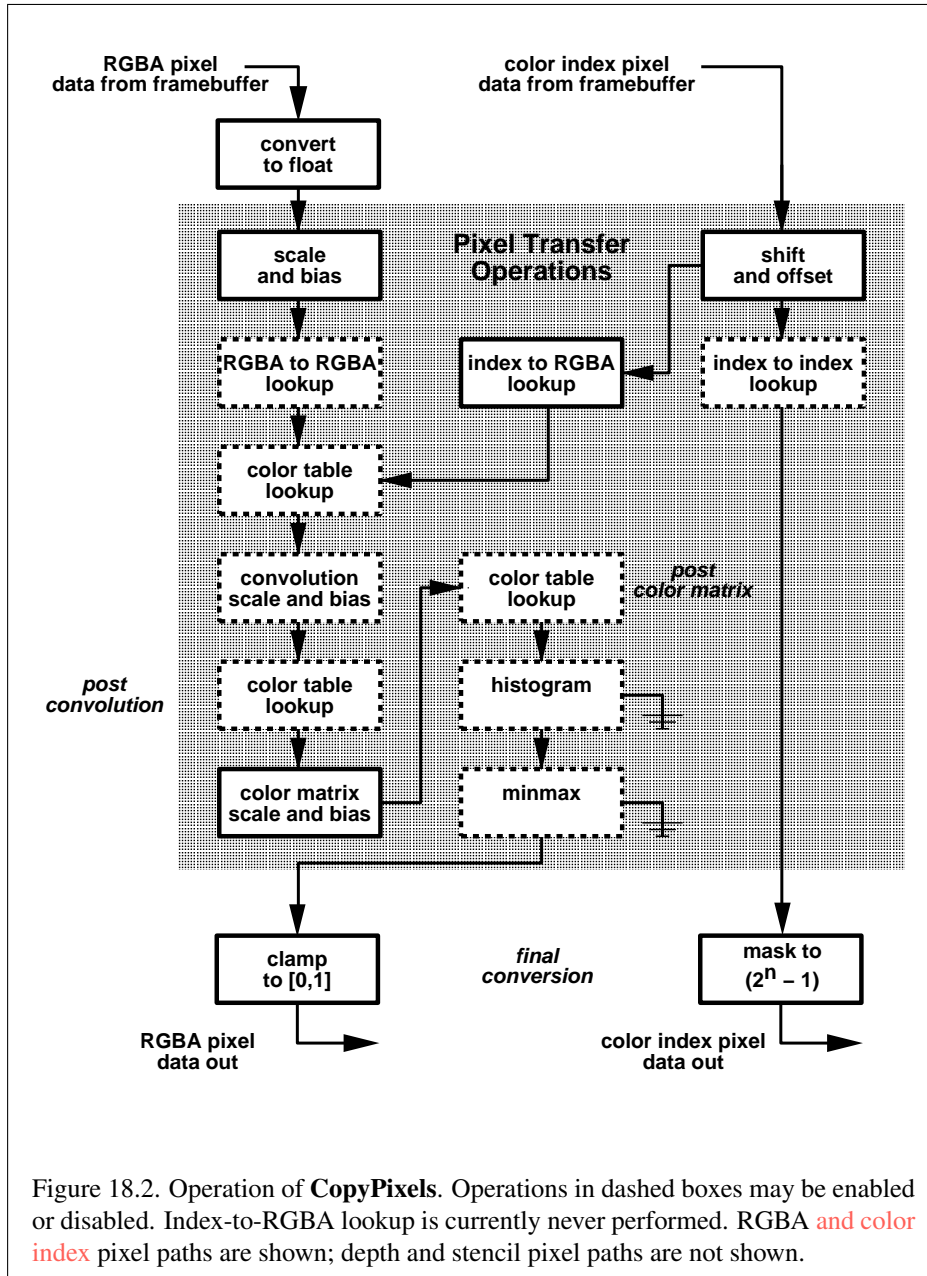 RGBA pixel
data from framebuffer
color index pixel
data from framebuffer
convert
to float
Pixel Transfer
Operations
scale
and bias
shift
and offset
RGBA to RGBA
lookup
index to RGBA
lookup
index to index
lookup
color table
lookup
convolution
scale and bias
color table
lookup
post
color matrix
post
convolution
color table
lookup
histogram
color matrix
scale and bias
minmax
clamp
to [0,1]
final
conversion
mask to
(2^n − 1)
RGBA pixel
data out
color index pixel
data out
Figure 18.2. Operation of CopyPixels. Operations in dashed boxes may be enabled
or disabled. Index-to-RGBA lookup is currently never performed. RGBA and color
index pixel paths are shown; depth and stencil pixel paths are not shown.